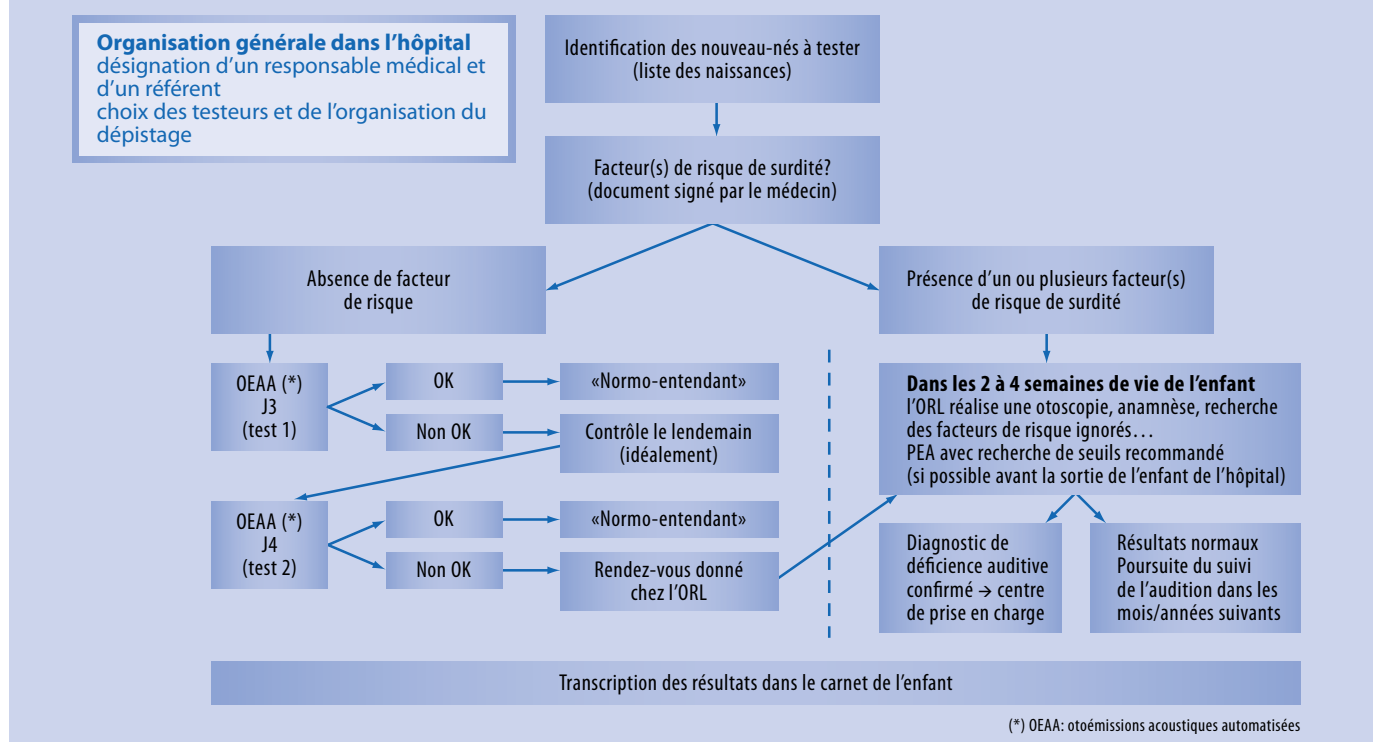 Organisation générale dans l'hôpital
désignation d'un responsable médical et
d'un référent
choix des testeurs et de l'organisation du
dépistage
Identification des nouveau-nés à tester
(liste des naissances)
Facteur(s) de risque de surdité?
(document signé par le médecin)
Absence de facteur
de risque
Présence d'un ou plusieurs facteur(s)
de risque de surdité
OEAA (*)
J3
(test 1)
OK
«Normo-entendant»
Non OK
Contrôle le lendemain
(idéalement)
OEAA (*)
J4
(test 2)
OK
«Normo-entendant»
Non OK
Rendez-vous donné
chez l'ORL
Dans les 2 à 4 semaines de vie de l'enfant
l'ORL réalise une otoscopie, anamnèse, recherche
des facteurs de risque ignorés…
PEA avec recherche de seuils recommandé
(si possible avant la sortie de l'enfant de l'hôpital)
Diagnostic de
déficience auditive
confirmé → centre
de prise en charge
Résultats normaux
Poursuite du suivi
de l'audition dans les
mois/années suivants
Transcription des résultats dans le carnet de l'enfant
(*) OEAA: otoémissions acoustiques automatisées